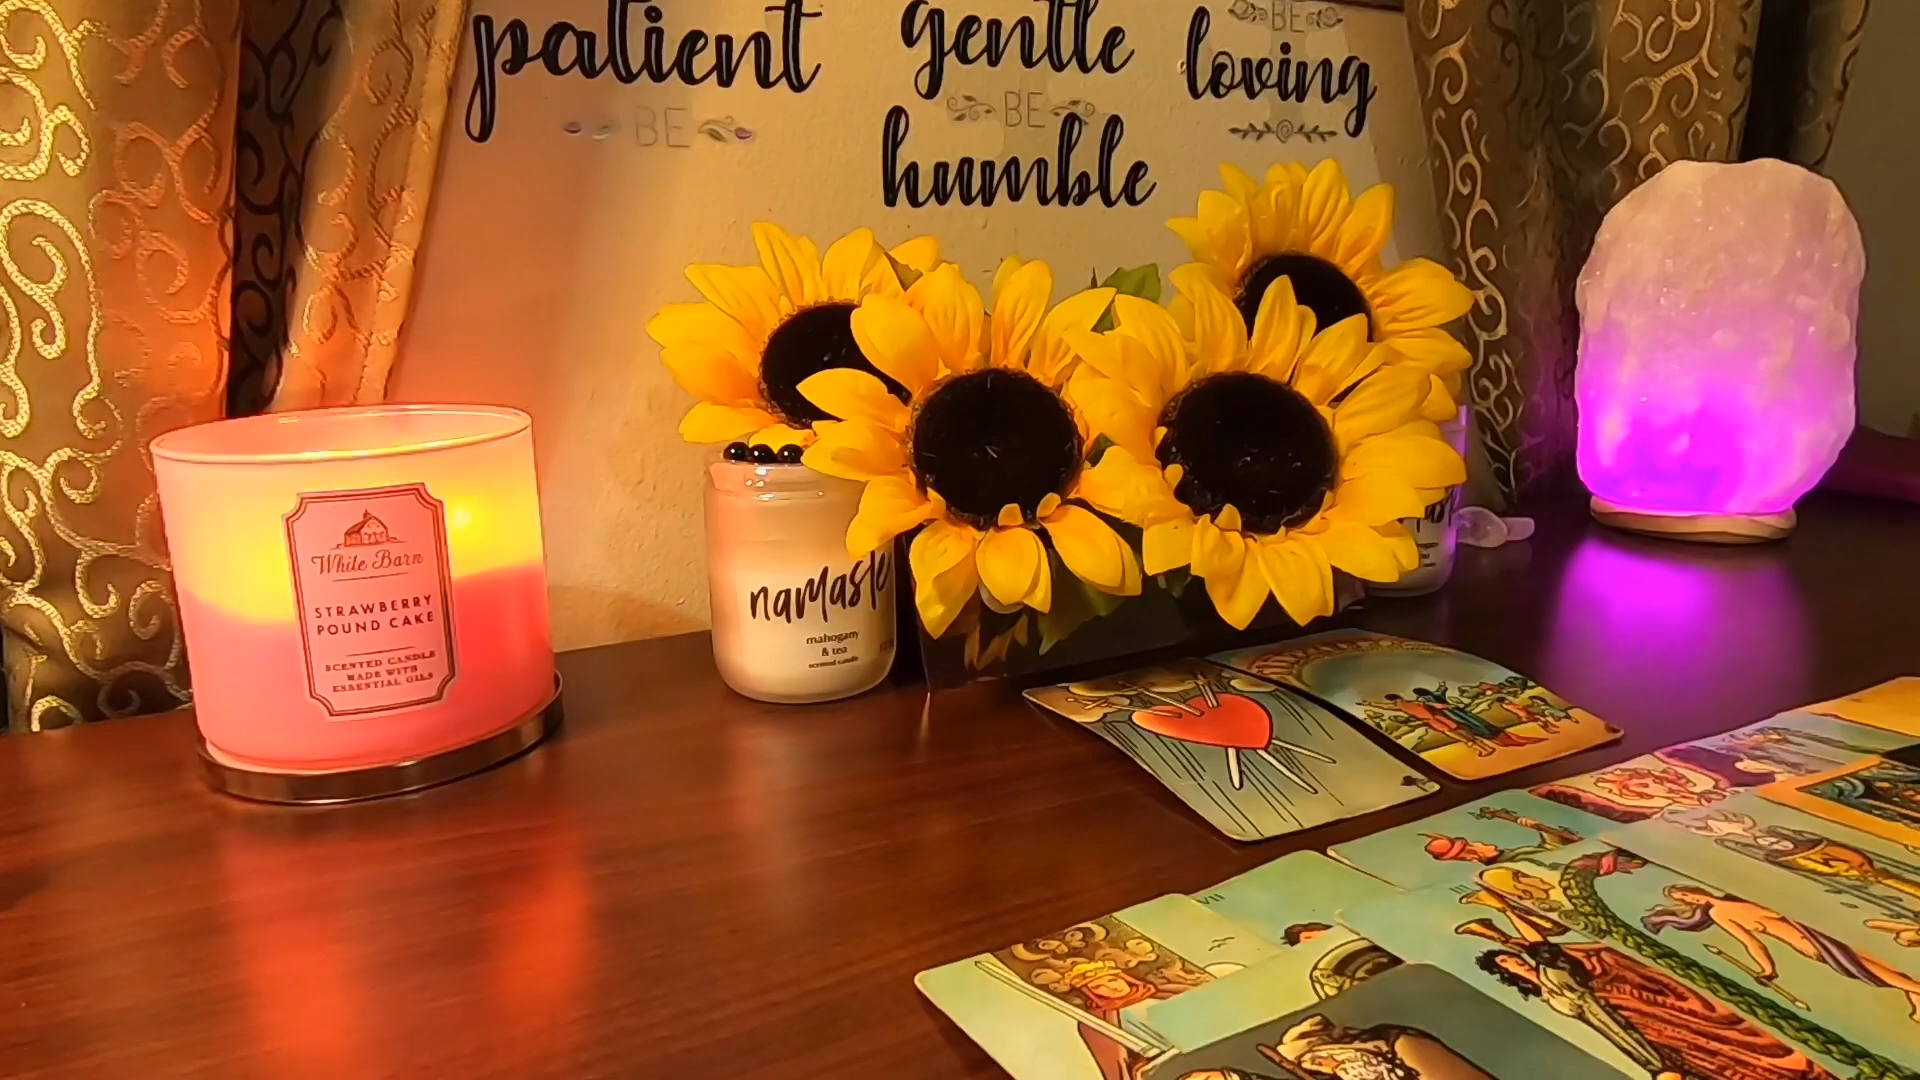 patient
BE
gentle
BE
humble
BE
loving
White Barn
STRAWBERRY
POUND CAKE
SCENTED CANDLE
MADE WITH
ESSENTIAL OILS
namaste
mahogany
& tea
scented candle
VII